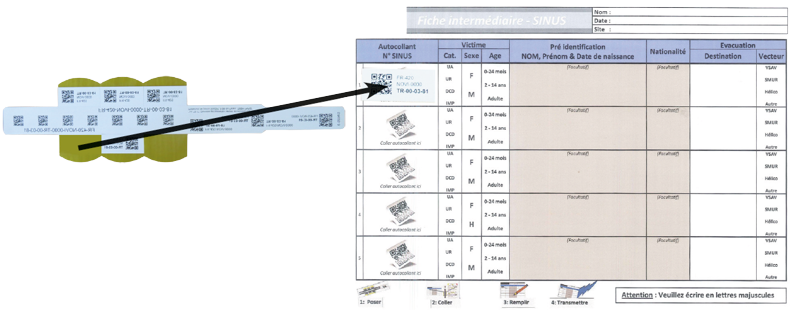 Fiche intermédiaire - SINUS
Nom :
Date :
Site :
Autocollant
N° SINUS
Victime
Cat. Sexe Age
Pré identification
NOM, Prénom & Date de naissance
Nationalité
Evacuation
Destination Vecteur
1
TR-00-03-81
UA
UR
DCD
IMP
F
M
0-24 mois
2 - 14 ans
Adulte
(Facultatif)
(Facultatif)
VSAV
SMUR
Hélico
Autre
2
Coller autocollant ici
UA
UR
DCD
IMP
F
M
0-24 mois
2 - 14 ans
Adulte
(Facultatif)
(Facultatif)
VSAV
SMUR
Hélico
Autre
3
Coller autocollant ici
UA
UR
DCD
IMP
F
M
0-24 mois
2 - 14 ans
Adulte
(Facultatif)
(Facultatif)
VSAV
SMUR
Hélico
Autre
4
Coller autocollant ici
UA
UR
DCD
IMP
F
H
0-24 mois
2 - 14 ans
Adulte
(Facultatif)
(Facultatif)
VSAV
SMUR
Hélico
Autre
5
Coller autocollant ici
UA
UR
DCD
IMP
F
M
0-24 mois
2 - 14 ans
Adulte
(Facultatif)
(Facultatif)
VSAV
SMUR
Hélico
Autre
1: Poser
2: Coller
3: Remplir
4: Transmettre
Attention : Veuillez écrire en lettres majuscules